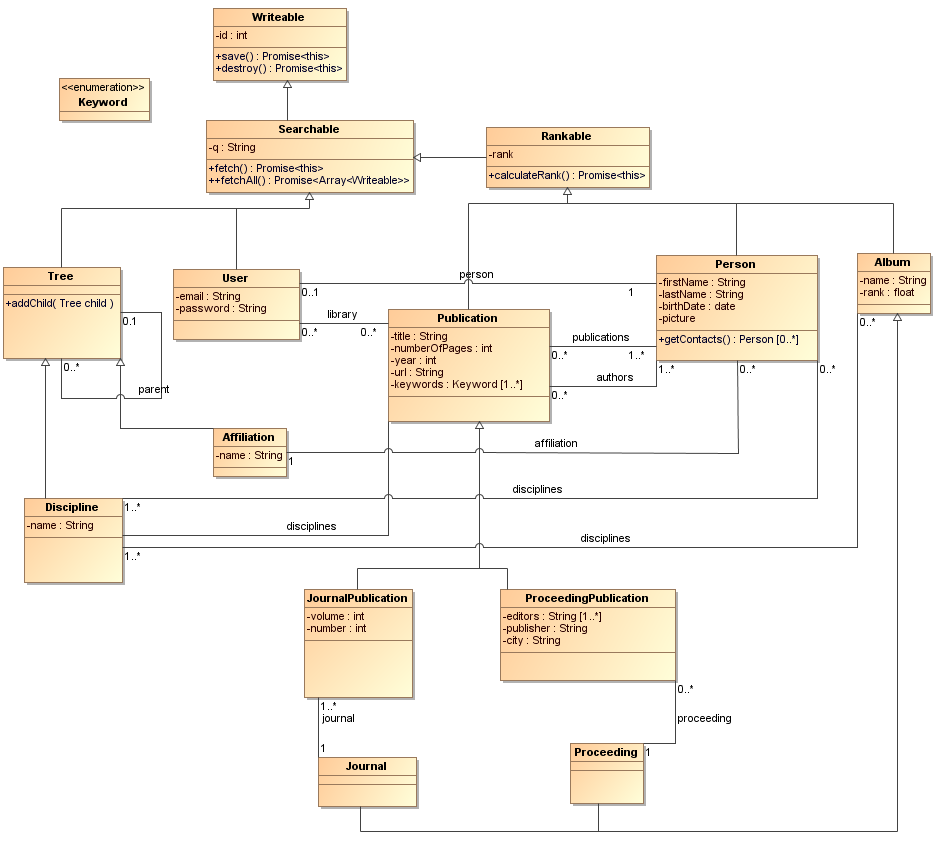 Writeable
-id : int
+save() : Promise<this>
+destroy() : Promise<this>
<<enumeration>>
Keyword
Searchable
-q : String
+fetch() : Promise<this>
++fetchAll() : Promise<Array<Writeable>>
Rankable
-rank
+calculateRank() : Promise<this>
Tree
+addChild( Tree child )
0.1
0..*
parent
User
-email : String
-password : String
person
0..1
1
library
0..*
0..*
Publication
-title : String
-numberOfPages : int
-year : int
-url : String
-keywords : Keyword [1..*]
Person
-firstName : String
-lastName : String
-birthDate : date
-picture
+getContacts() : Person [0..*]
Album
-name : String
-rank : float
0..*
publications
0..*
1..*
authors
0..*
1..*
0..*
0..*
Affiliation
-name : String
1
affiliation
Discipline
-name : String
1..*
disciplines
disciplines
1..*
disciplines
JournalPublication
-volume : int
-number : int
ProceedingPublication
-editors : String [1..*]
-publisher : String
-city : String
1..*
journal
1
0..*
proceeding
1
Journal
Proceeding